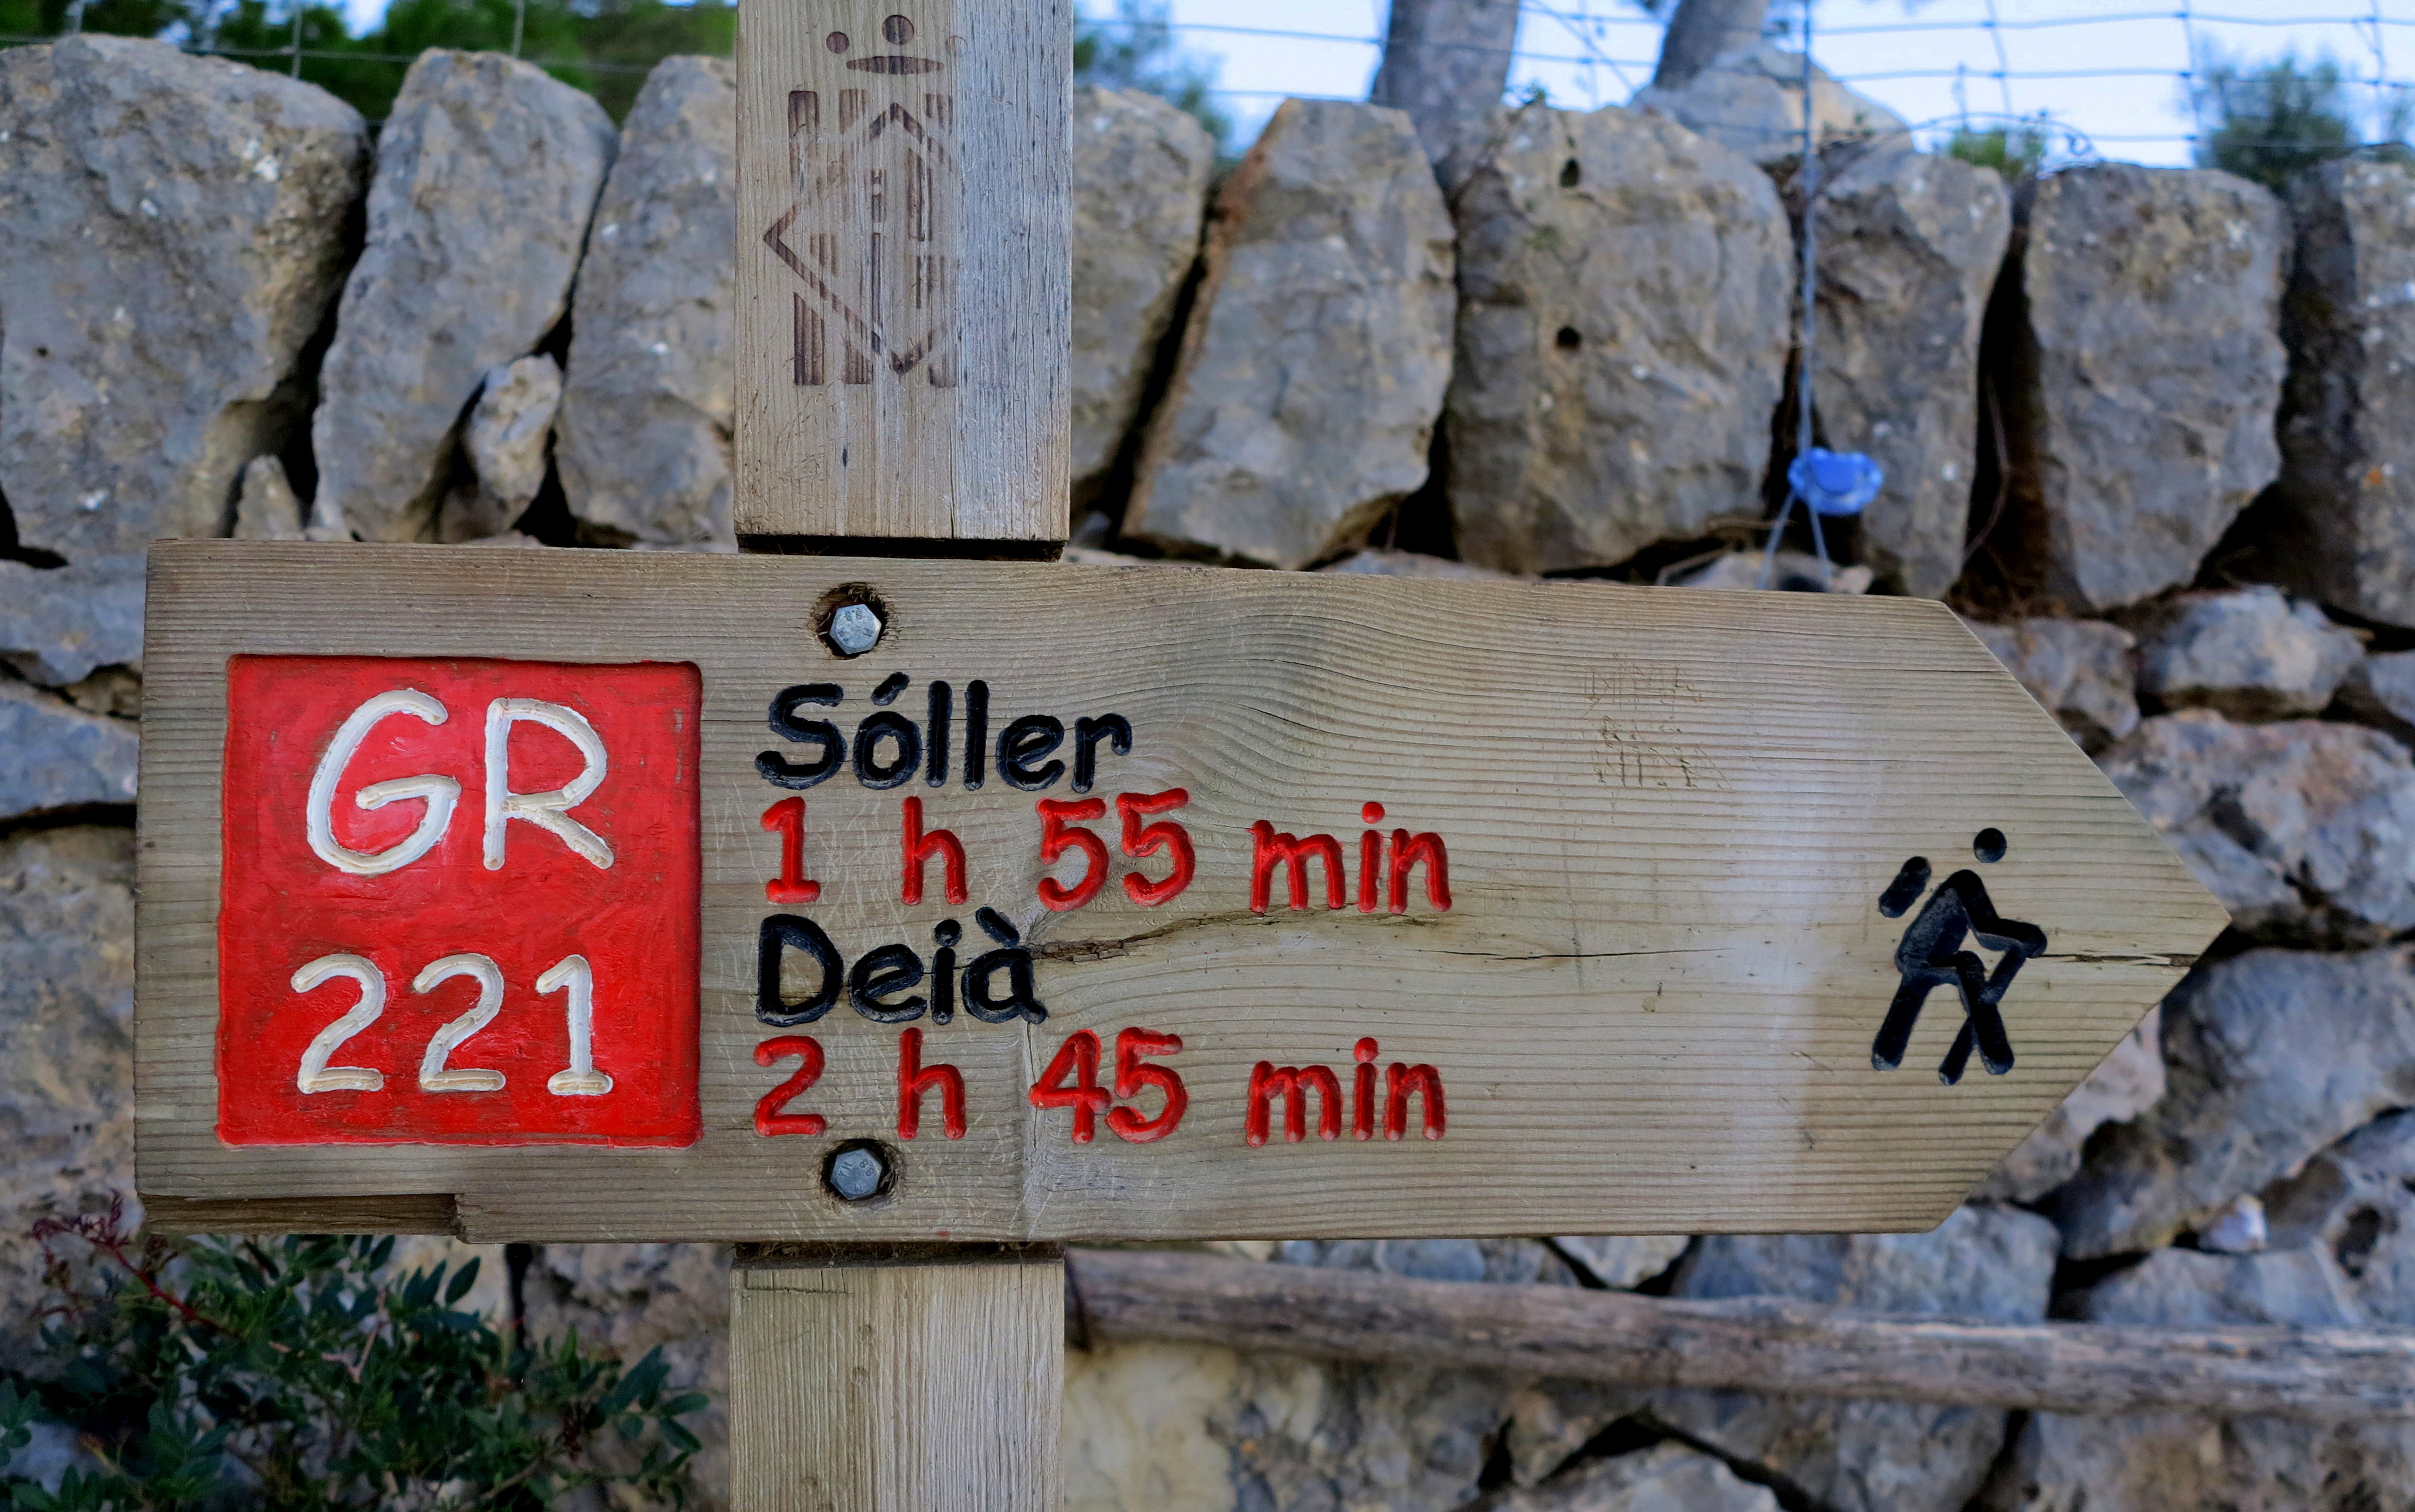 GR
221
Sóller
1 h 55 min
Deià
2 h 45 min